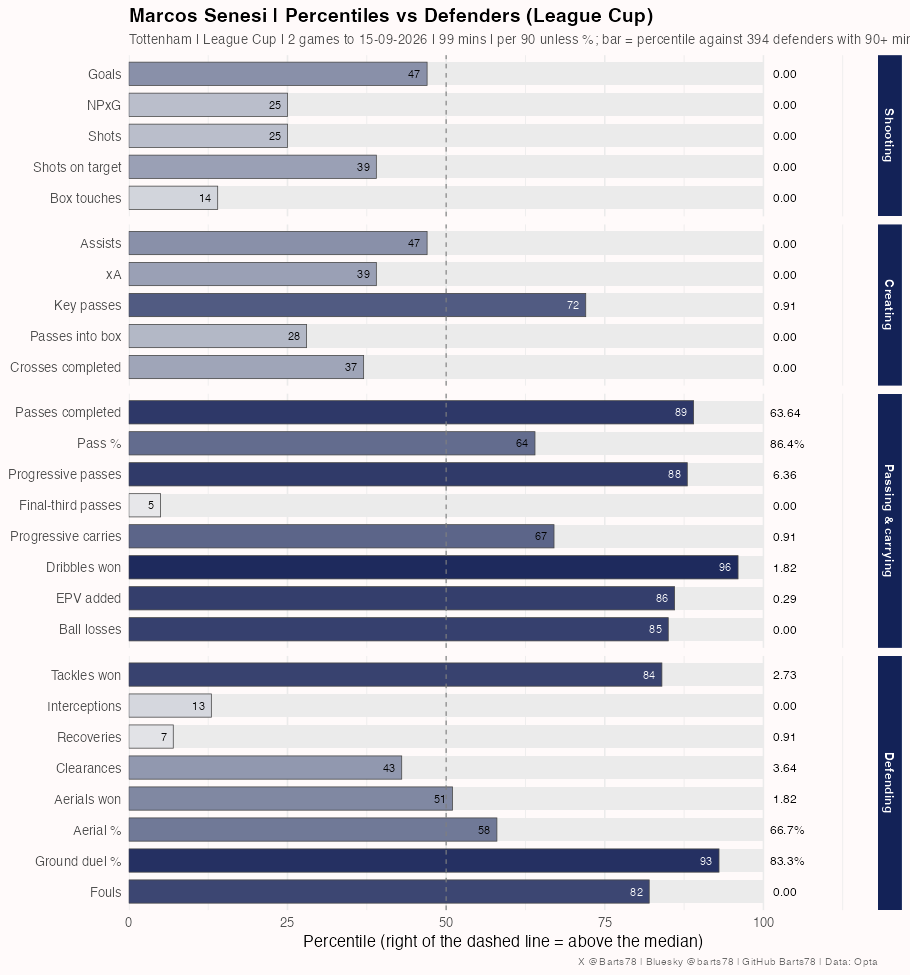 Marcos Senesi | Percentiles vs Defenders (League Cup)
Tottenham | League Cup | 2 games to 15-09-2026 | 99 mins | per 90 unless %; bar = percentile against 394 defenders with 90+ min
Goals 47 0.00
NPxG 25 0.00
Shots 25 0.00
Shots on target 39 0.00
Box touches 14 0.00
Shooting
Assists 47 0.00
xA 39 0.00
Key passes 72 0.91
Passes into box 28 0.00
Crosses completed 37 0.00
Creating
Passes completed 89 63.64
Pass % 64 86.4%
Progressive passes 88 6.36
Final-third passes 5 0.00
Progressive carries 67 0.91
Dribbles won 96 1.82
EPV added 86 0.29
Ball losses 85 0.00
Passing & carrying
Tackles won 84 2.73
Interceptions 13 0.00
Recoveries 7 0.91
Clearances 43 3.64
Aerials won 51 1.82
Aerial % 58 66.7%
Ground duel % 93 83.3%
Fouls 82 0.00
Defending
0 25 50 75 100
Percentile (right of the dashed line = above the median)
X @Barts78 | Bluesky @barts78 | GitHub Barts78 | Data: Opta